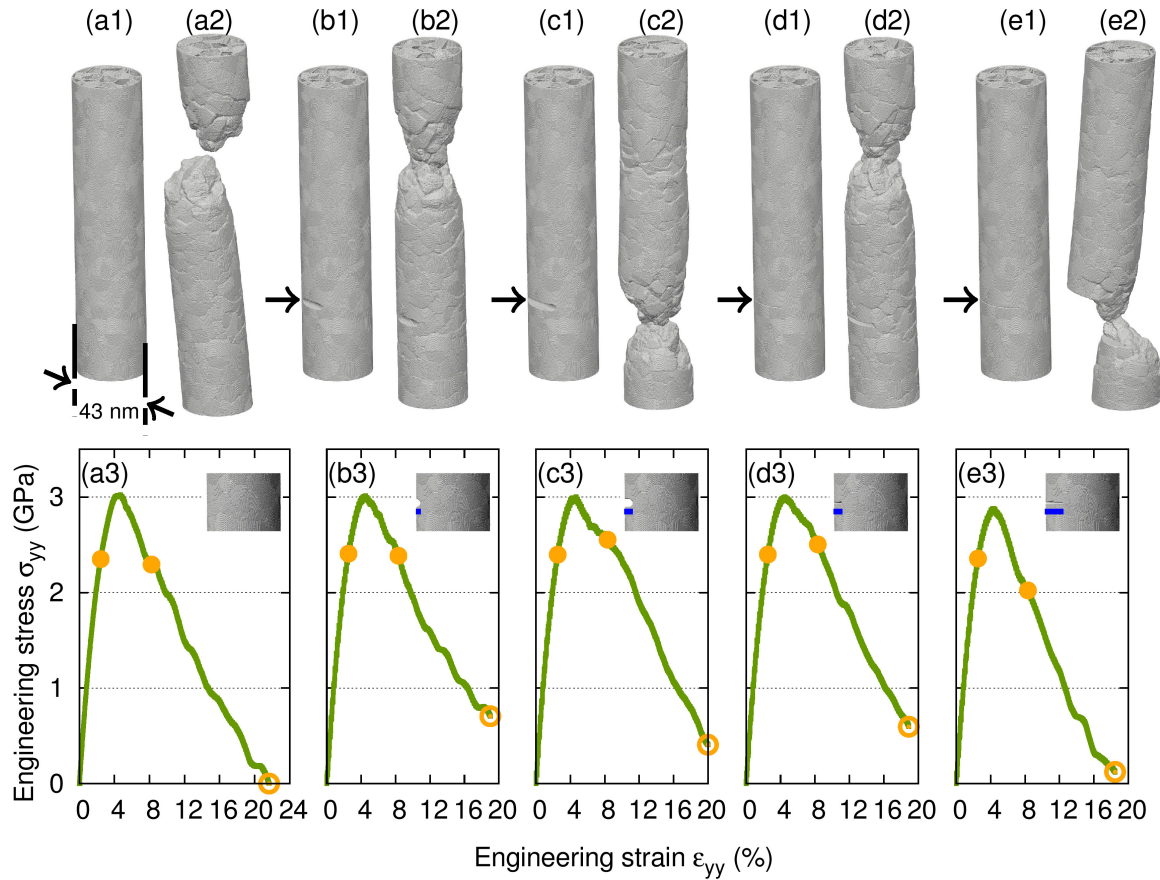 (a1) (a2) (b1) (b2) (c1) (c2) (d1) (d2) (e1) (e2)
43 nm
(a3) (b3) (c3) (d3) (e3)
Engineering stress σyy (GPa)
3
2
1
0
0 4 8 12 16 20 24
0 4 8 12 16 20
0 4 8 12 16 20
0 4 8 12 16 20
0 4 8 12 16 20
Engineering strain εyy (%)